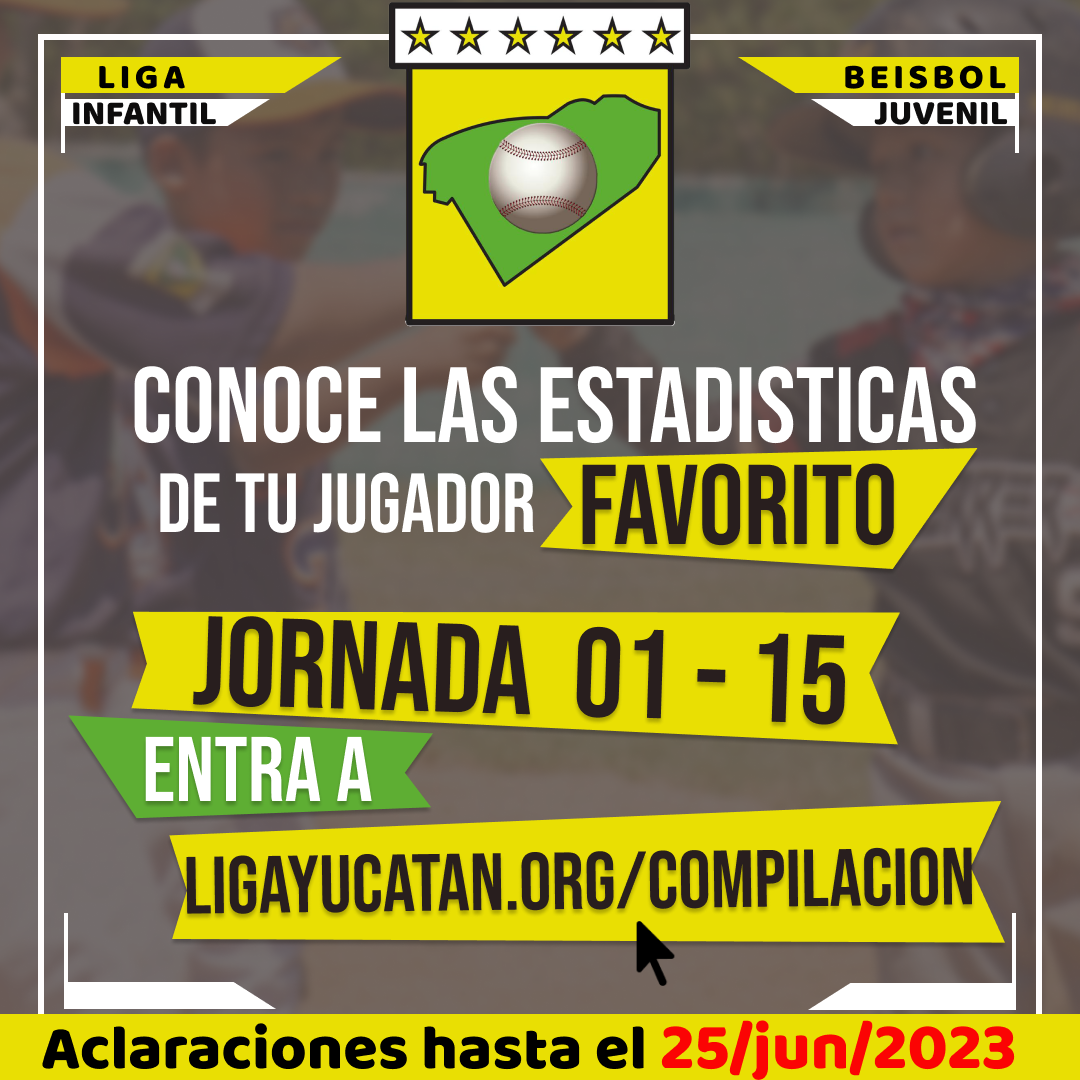 LIGA
INFANTIL
BEISBOL
JUVENIL
CONOCE LAS ESTADISTICAS
DE TU JUGADOR FAVORITO
JORNADA 01 - 15
ENTRA A
LIGAYUCATAN.ORG/COMPILACION
Aclaraciones hasta el 25/jun/2023